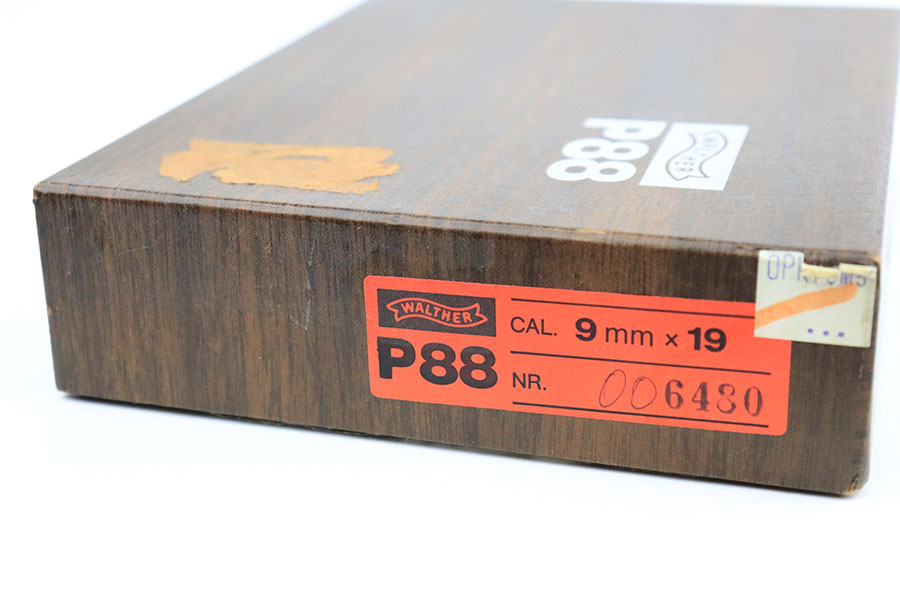 WALTHER
P88
WALTHER
P88
CAL. 9 mm x 19
NR. 006480